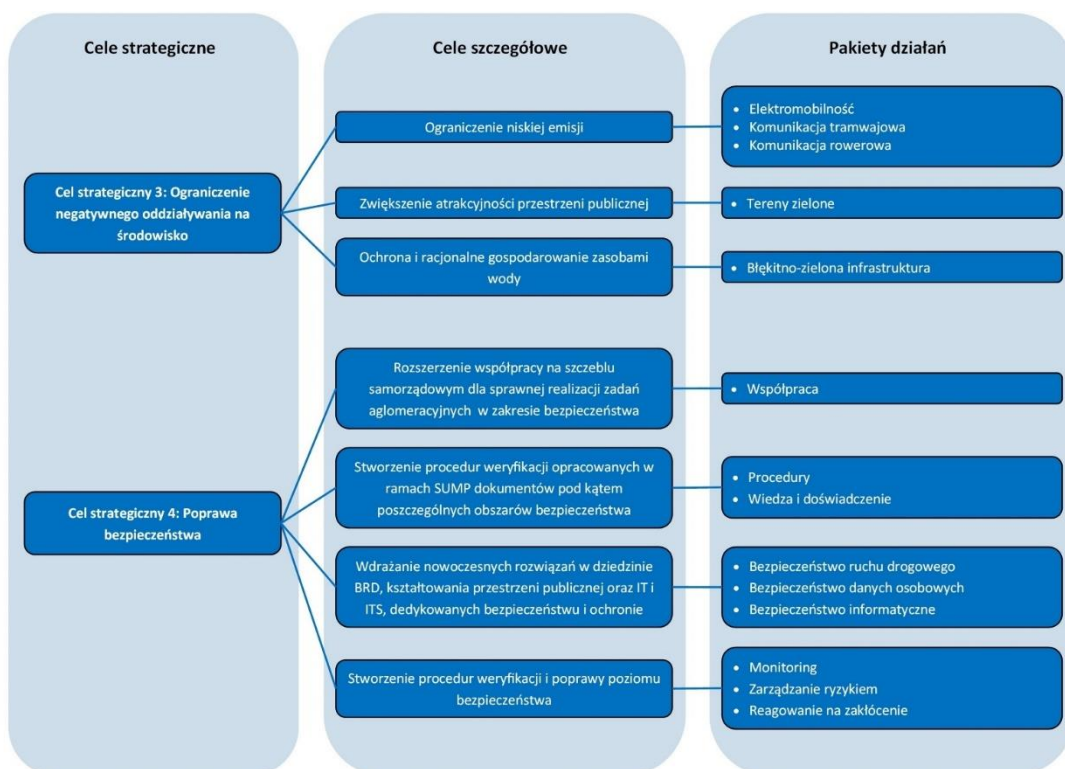 Cele strategiczne
Cele szczegółowe
Pakiety działań
Cel strategiczny 3: Ograniczenie
negatywnego oddziaływania na
środowisko
Ograniczenie niskiej emisji
• Elektromobilność
• Komunikacja tramwajowa
• Komunikacja rowerowa
Zwiększenie atrakcyjności przestrzeni publicznej
• Tereny zielone
Ochrona i racjonalne gospodarowanie zasobami
wody
• Błękitno-zielona infrastruktura
Cel strategiczny 4: Poprawa
bezpieczeństwa
Rozszerzenie współpracy na szczeblu
samorządowym dla sprawnej realizacji zadań
aglomeracyjnych w zakresie bezpieczeństwa
• Współpraca
Stworzenie procedur weryfikacji opracowanych w
ramach SUMP dokumentów pod kątem
poszczególnych obszarów bezpieczeństwa
• Procedury
• Wiedza i doświadczenie
Wdrażanie nowoczesnych rozwiązań w dziedzinie
BRD, kształtowania przestrzeni publicznej oraz IT i
ITS, dedykowanych bezpieczeństwu i ochronie
• Bezpieczeństwo ruchu drogowego
• Bezpieczeństwo danych osobowych
• Bezpieczeństwo informatyczne
Stworzenie procedur weryfikacji i poprawy poziomu
bezpieczeństwa
• Monitoring
• Zarządzanie ryzykiem
• Reagowanie na zakłócenie